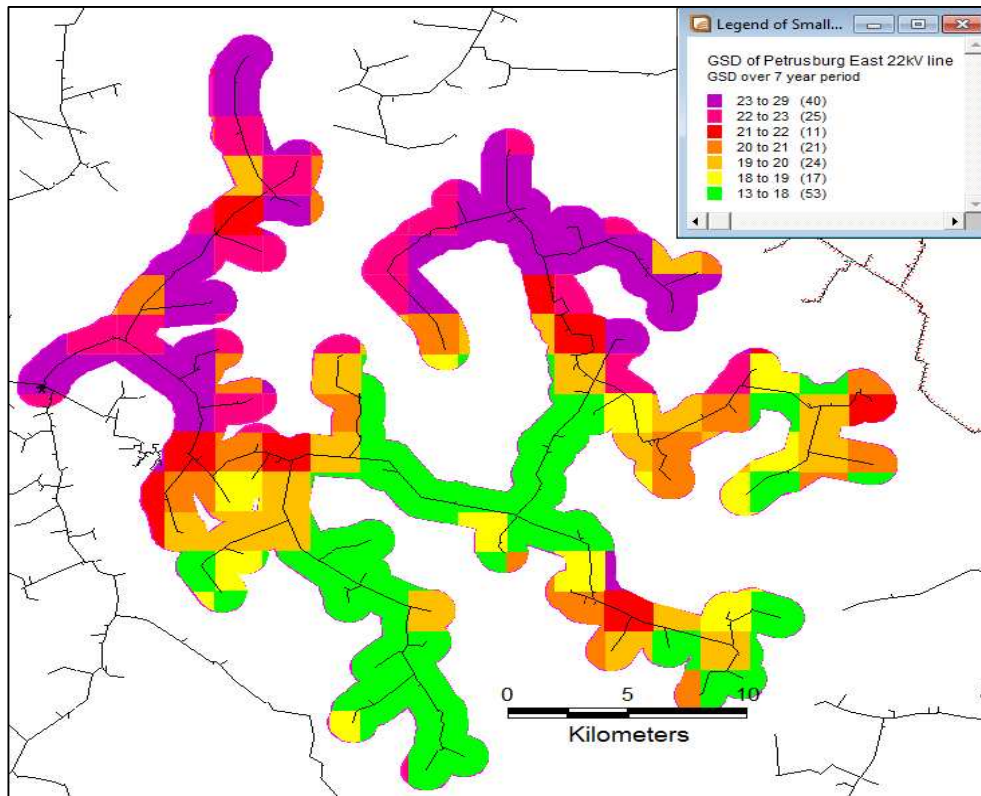 Legend of Small...
GSD of Petrusburg East 22kV line
GSD over 7 year period
23 to 29 (40)
22 to 23 (25)
21 to 22 (11)
20 to 21 (21)
19 to 20 (24)
18 to 19 (17)
13 to 18 (53)
0 5 10
Kilometers